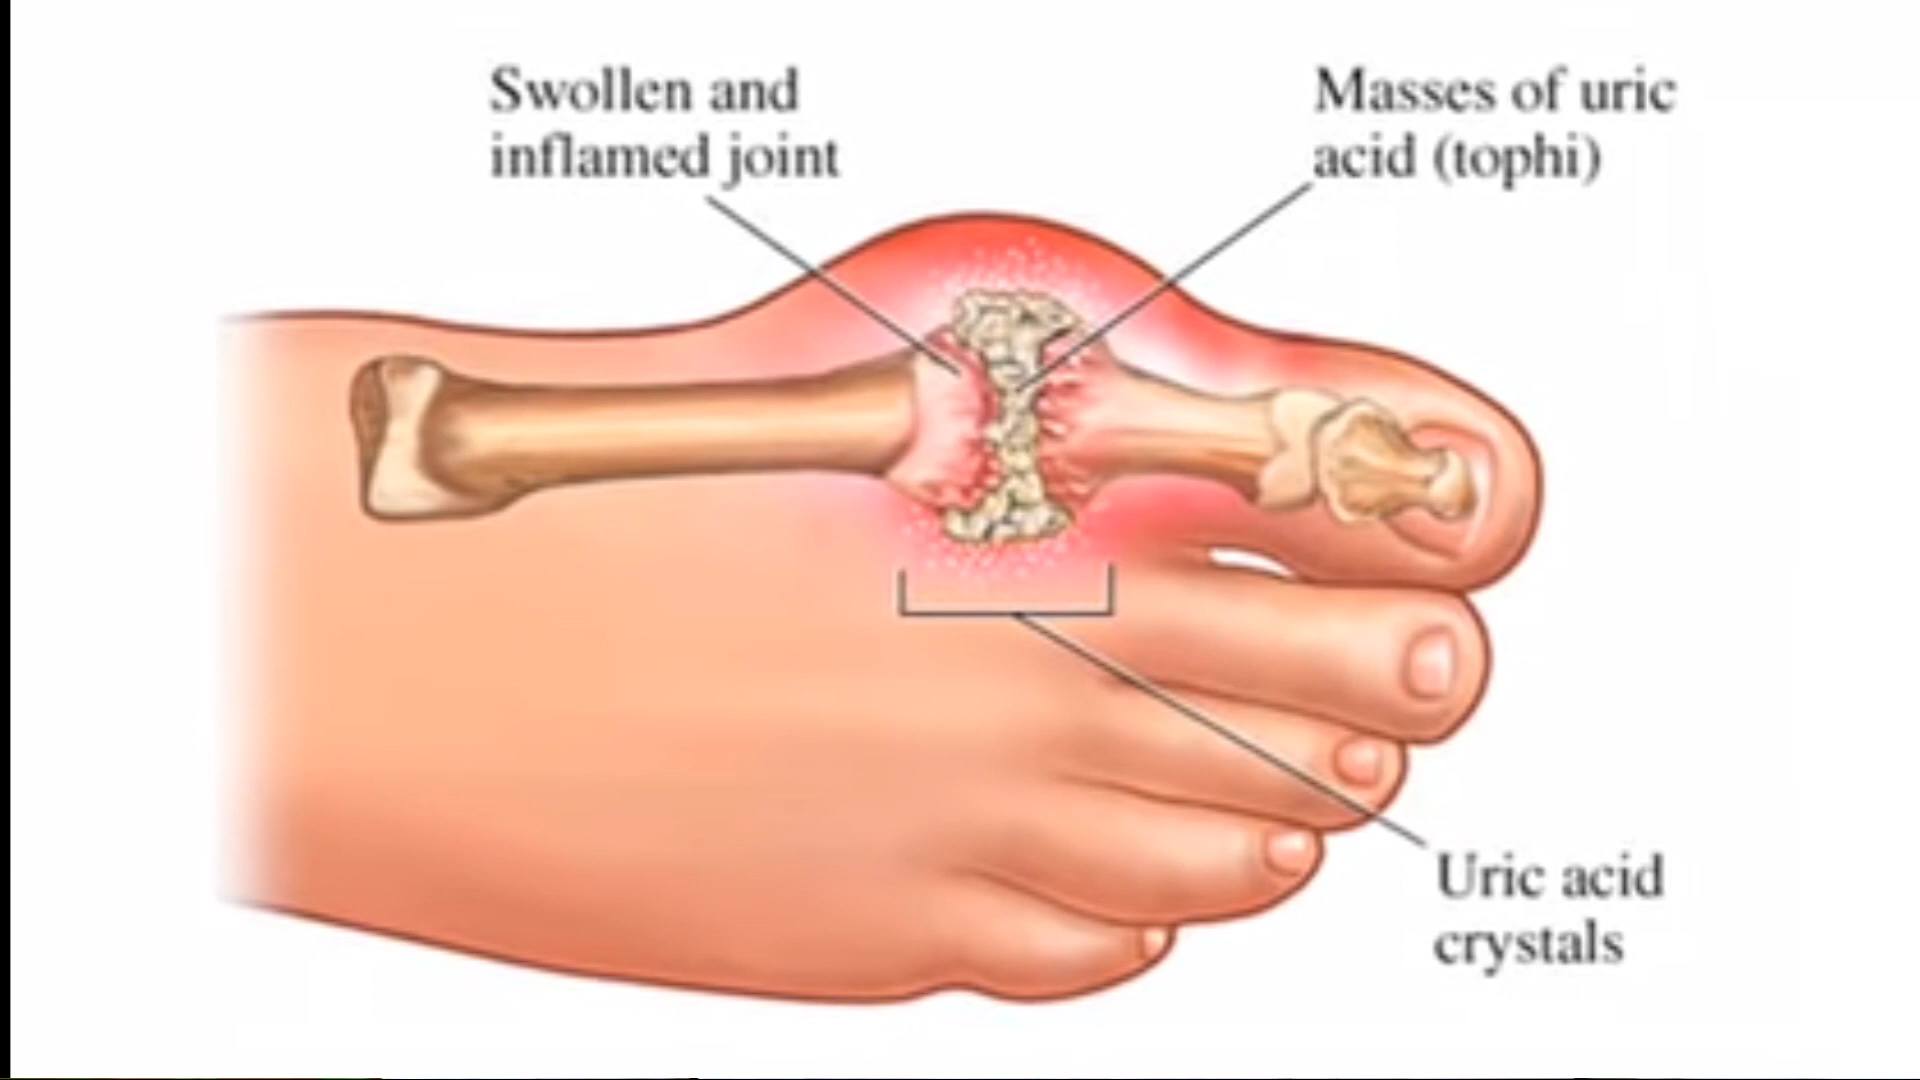 Swollen and
inflamed joint
Masses of uric
acid (tophi)
Uric acid
crystals